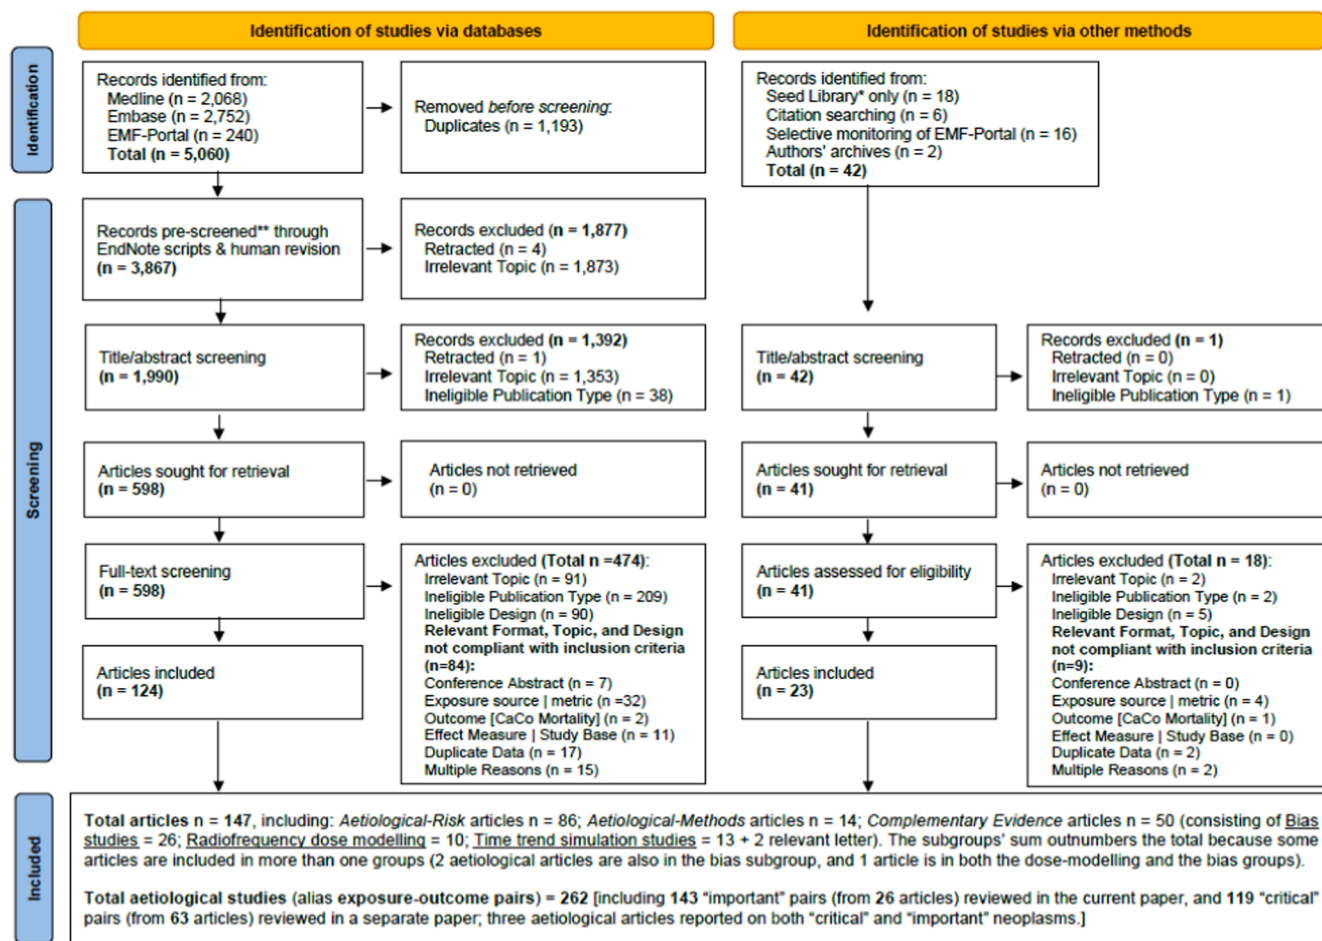 Identification of studies via databases
Identification of studies via other methods
Identification
Records identified from:
Medline (n = 2,068)
Embase (n = 2,752)
EMF-Portal (n = 240)
Total (n = 5,060)
Removed before screening:
Duplicates (n = 1,193)
Records identified from:
Seed Library* only (n = 18)
Citation searching (n = 6)
Selective monitoring of EMF-Portal (n = 16)
Authors' archives (n = 2)
Total (n = 42)
Screening
Records pre-screened** through
EndNote scripts & human revision
(n = 3,867)
Records excluded (n = 1,877)
Retracted (n = 4)
Irrelevant Topic (n = 1,873)
Title/abstract screening
(n = 1,990)
Records excluded (n = 1,392)
Retracted (n = 1)
Irrelevant Topic (n = 1,353)
Ineligible Publication Type (n = 38)
Title/abstract screening
(n = 42)
Records excluded (n = 1)
Retracted (n = 0)
Irrelevant Topic (n = 0)
Ineligible Publication Type (n = 1)
Articles sought for retrieval
(n = 598)
Articles not retrieved
(n = 0)
Articles sought for retrieval
(n = 41)
Articles not retrieved
(n = 0)
Full-text screening
(n = 598)
Articles excluded (Total n =474):
Irrelevant Topic (n = 91)
Ineligible Publication Type (n = 209)
Ineligible Design (n = 90)
Relevant Format, Topic, and Design
not compliant with inclusion criteria
(n=84):
Conference Abstract (n = 7)
Exposure source | metric (n =32)
Outcome [CaCo Mortality] (n = 2)
Effect Measure | Study Base (n = 11)
Duplicate Data (n = 17)
Multiple Reasons (n = 15)
Articles assessed for eligibility
(n = 41)
Articles excluded (Total n = 18):
Irrelevant Topic (n = 2)
Ineligible Publication Type (n = 2)
Ineligible Design (n = 5)
Relevant Format, Topic, and Design
not compliant with inclusion criteria
(n=9):
Conference Abstract (n = 0)
Exposure source | metric (n = 4)
Outcome [CaCo Mortality] (n = 1)
Effect Measure | Study Base (n = 0)
Duplicate Data (n = 2)
Multiple Reasons (n = 2)
Articles included
(n = 124)
Articles included
(n = 23)
Included
Total articles n = 147, including: Aetiological-Risk articles n = 86; Aetiological-Methods articles n = 14; Complementary Evidence articles n = 50 (consisting of Bias
studies = 26; Radiofrequency dose modelling = 10; Time trend simulation studies = 13 + 2 relevant letter). The subgroups' sum outnumbers the total because some
articles are included in more than one groups (2 aetiological articles are also in the bias subgroup, and 1 article is in both the dose-modelling and the bias groups).
Total aetiological studies (alias exposure-outcome pairs) = 262 [including 143 "important" pairs (from 26 articles) reviewed in the current paper, and 119 "critical"
pairs (from 63 articles) reviewed in a separate paper; three aetiological articles reported on both "critical" and "important" neoplasms.]